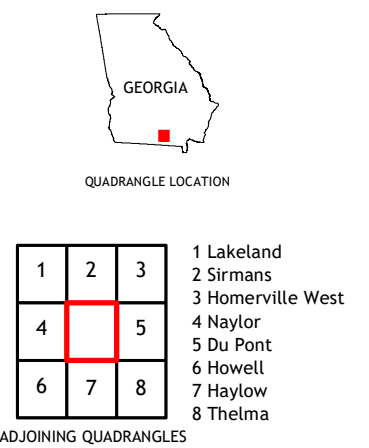 GEORGIA
QUADRANGLE LOCATION
1 2 3
4 5
6 7 8
1 Lakeland
2 Sirmans
3 Homerville West
4 Naylor
5 Du Pont
6 Howell
7 Haylow
8 Thelma
ADJOINING QUADRANGLES